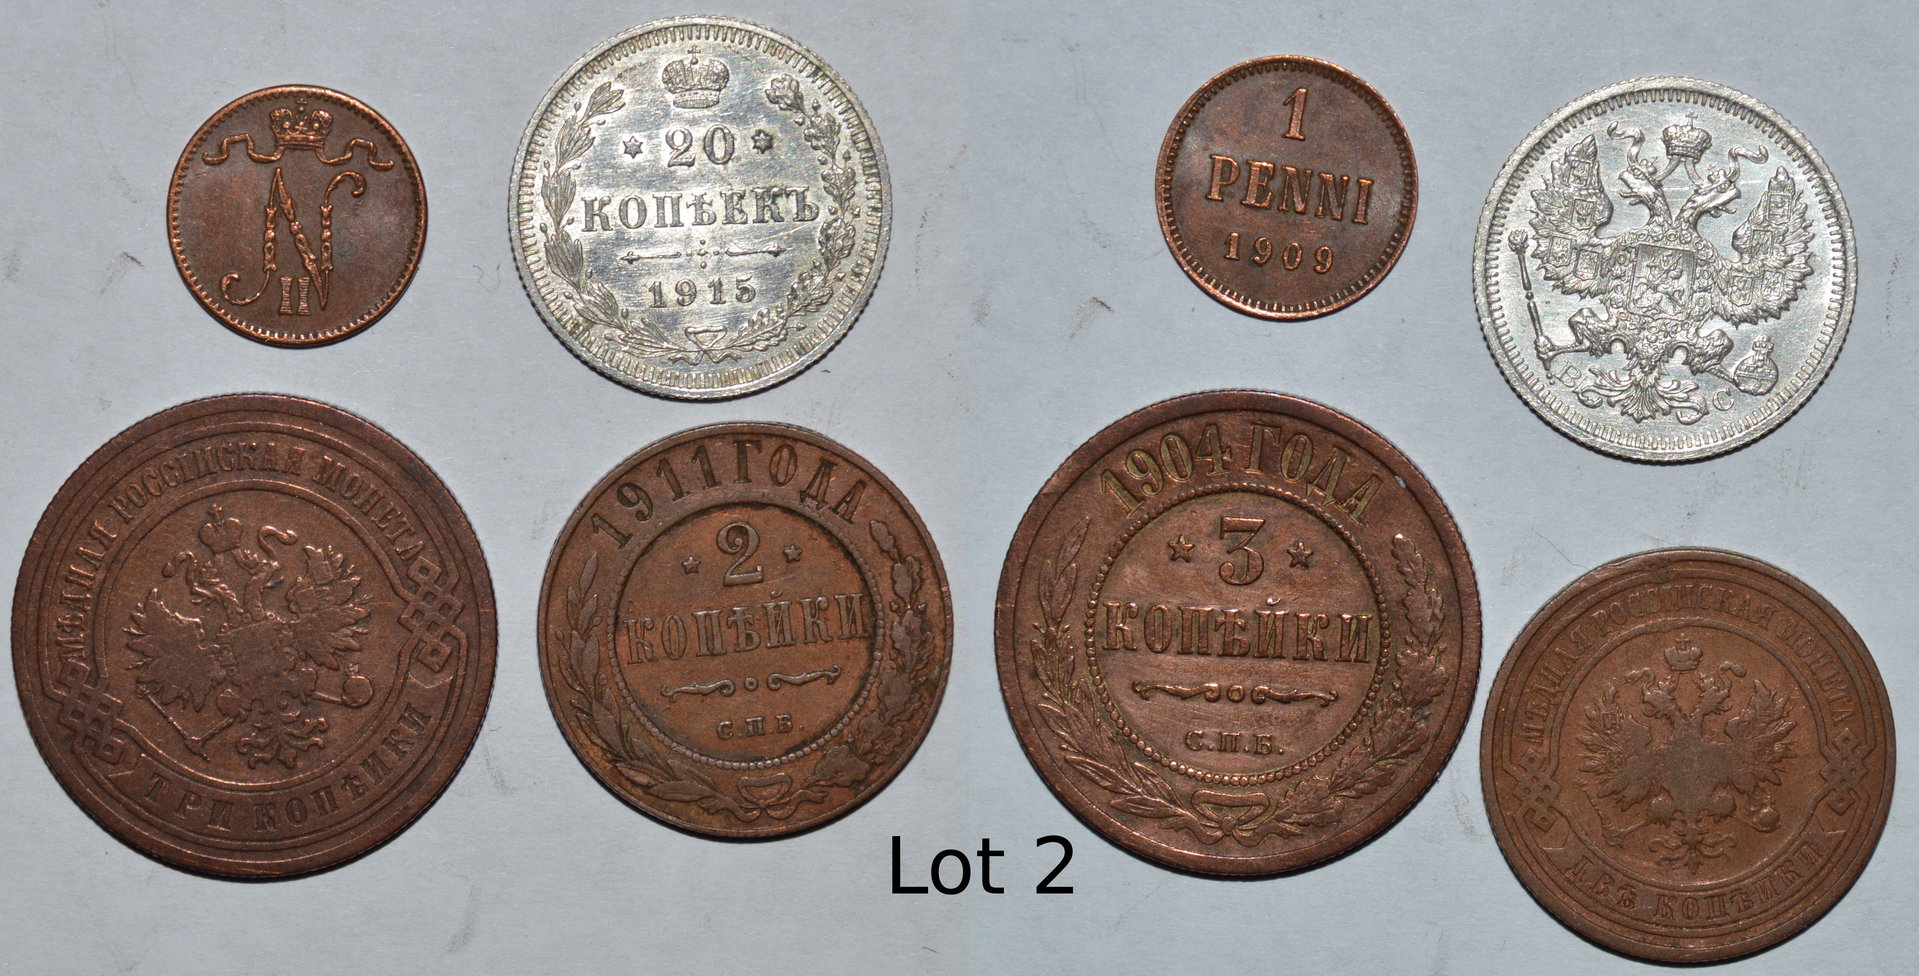 N
II
20
КОПѢЕКЪ
1915
МѢДНАЯ РОССІЙСКАЯ МОНЕТА
ТРИ КОПѢЙКИ
1911 ГОДА
2
КОПѢЙКИ
С.П.Б.
1
PENNI
1909
В С
1904 ГОДА
3
КОПѢЙКИ
С.П.Б.
МѢДНАЯ РОССІЙСКАЯ МОНЕТА
ДВѢ КОПѢЙКИ
Lot 2